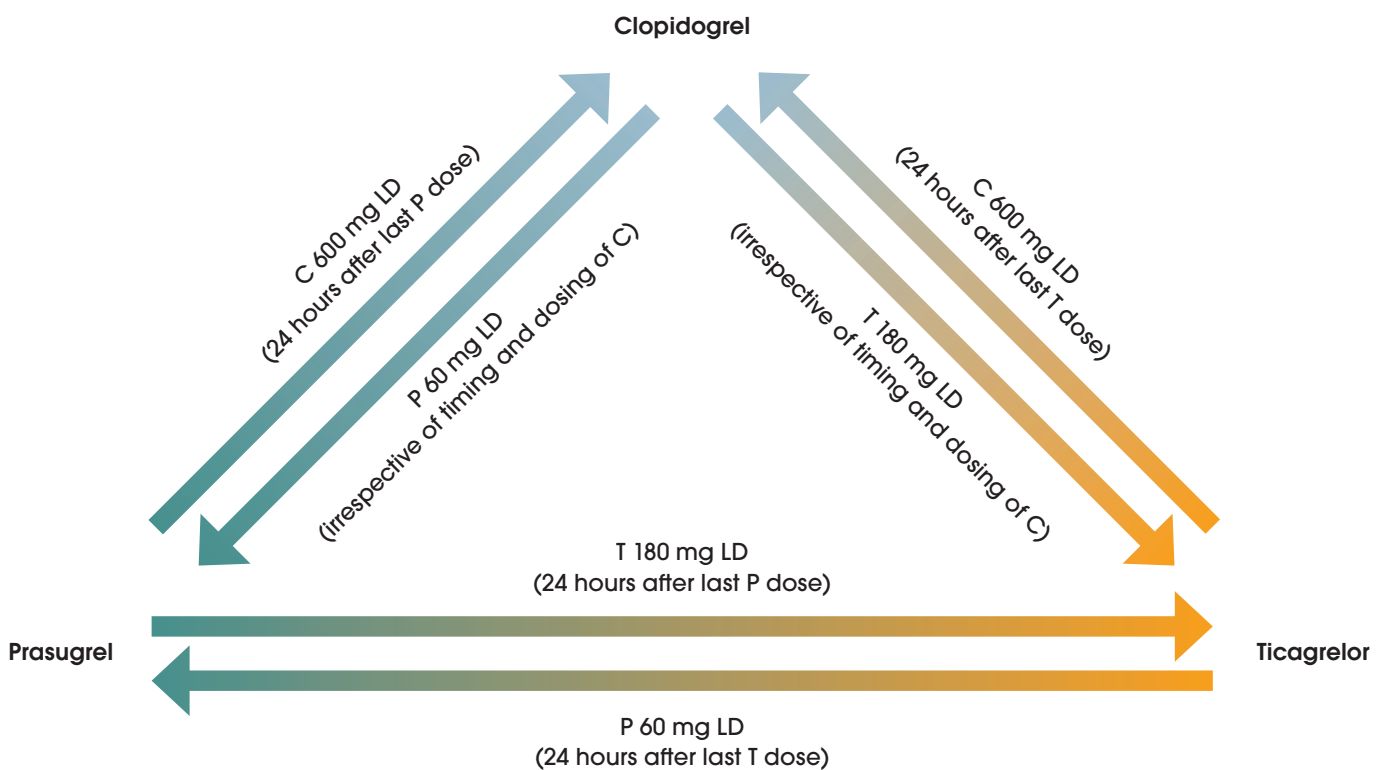 Clopidogrel
C 600 mg LD
(24 hours after last P dose)
P 60 mg LD
(irrespective of timing and dosing of C)
C 600 mg LD
(24 hours after last T dose)
T 180 mg LD
(irrespective of timing and dosing of C)
T 180 mg LD
(24 hours after last P dose)
Prasugrel
Ticagrelor
P 60 mg LD
(24 hours after last T dose)